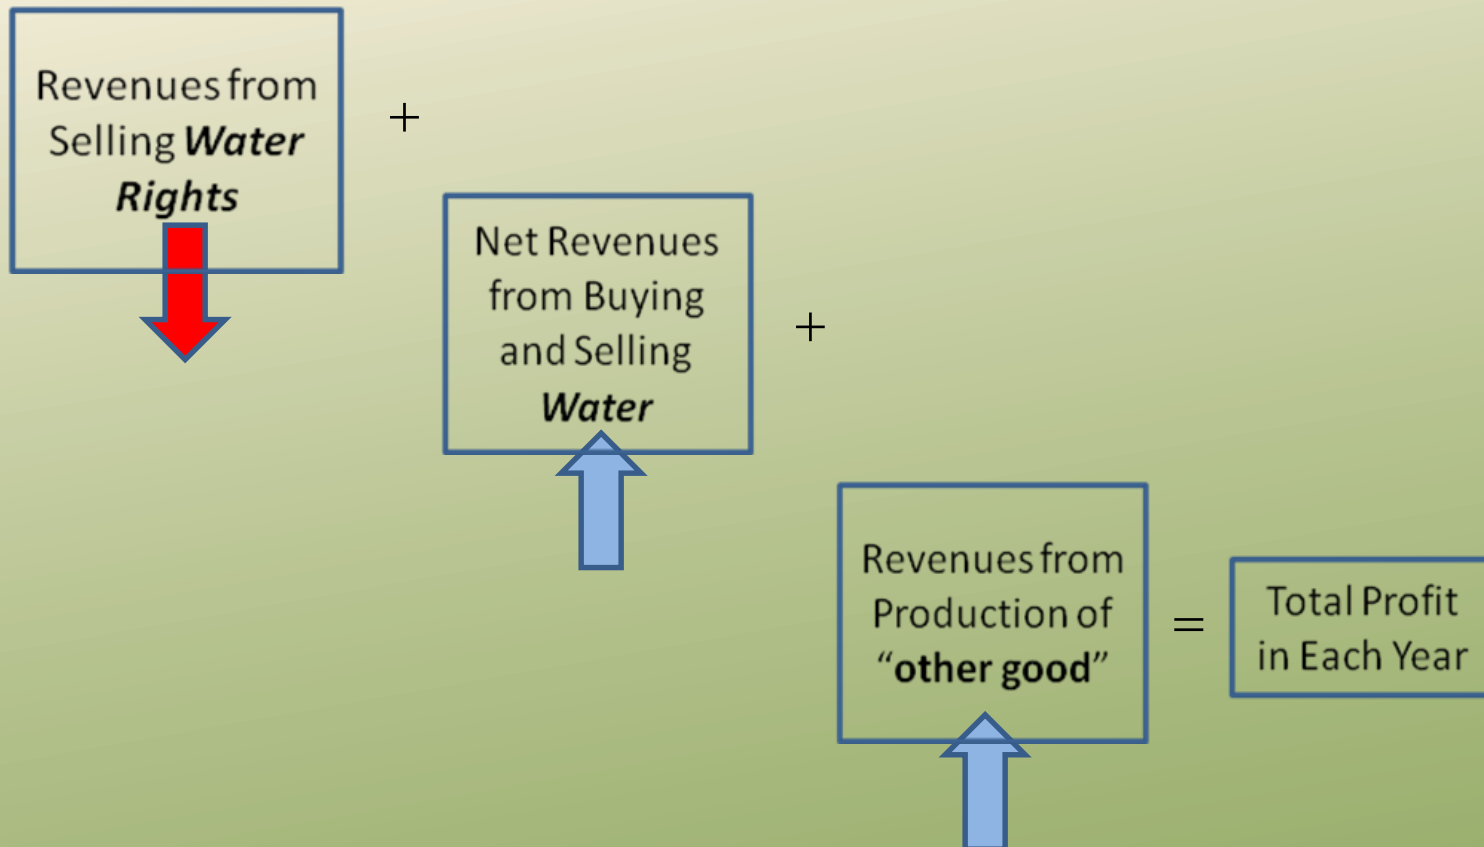 Revenues from
Selling Water
Rights
+
Net Revenues
from Buying
and Selling
Water
+
Revenues from
Production of
“other good”
=
Total Profit
in Each Year